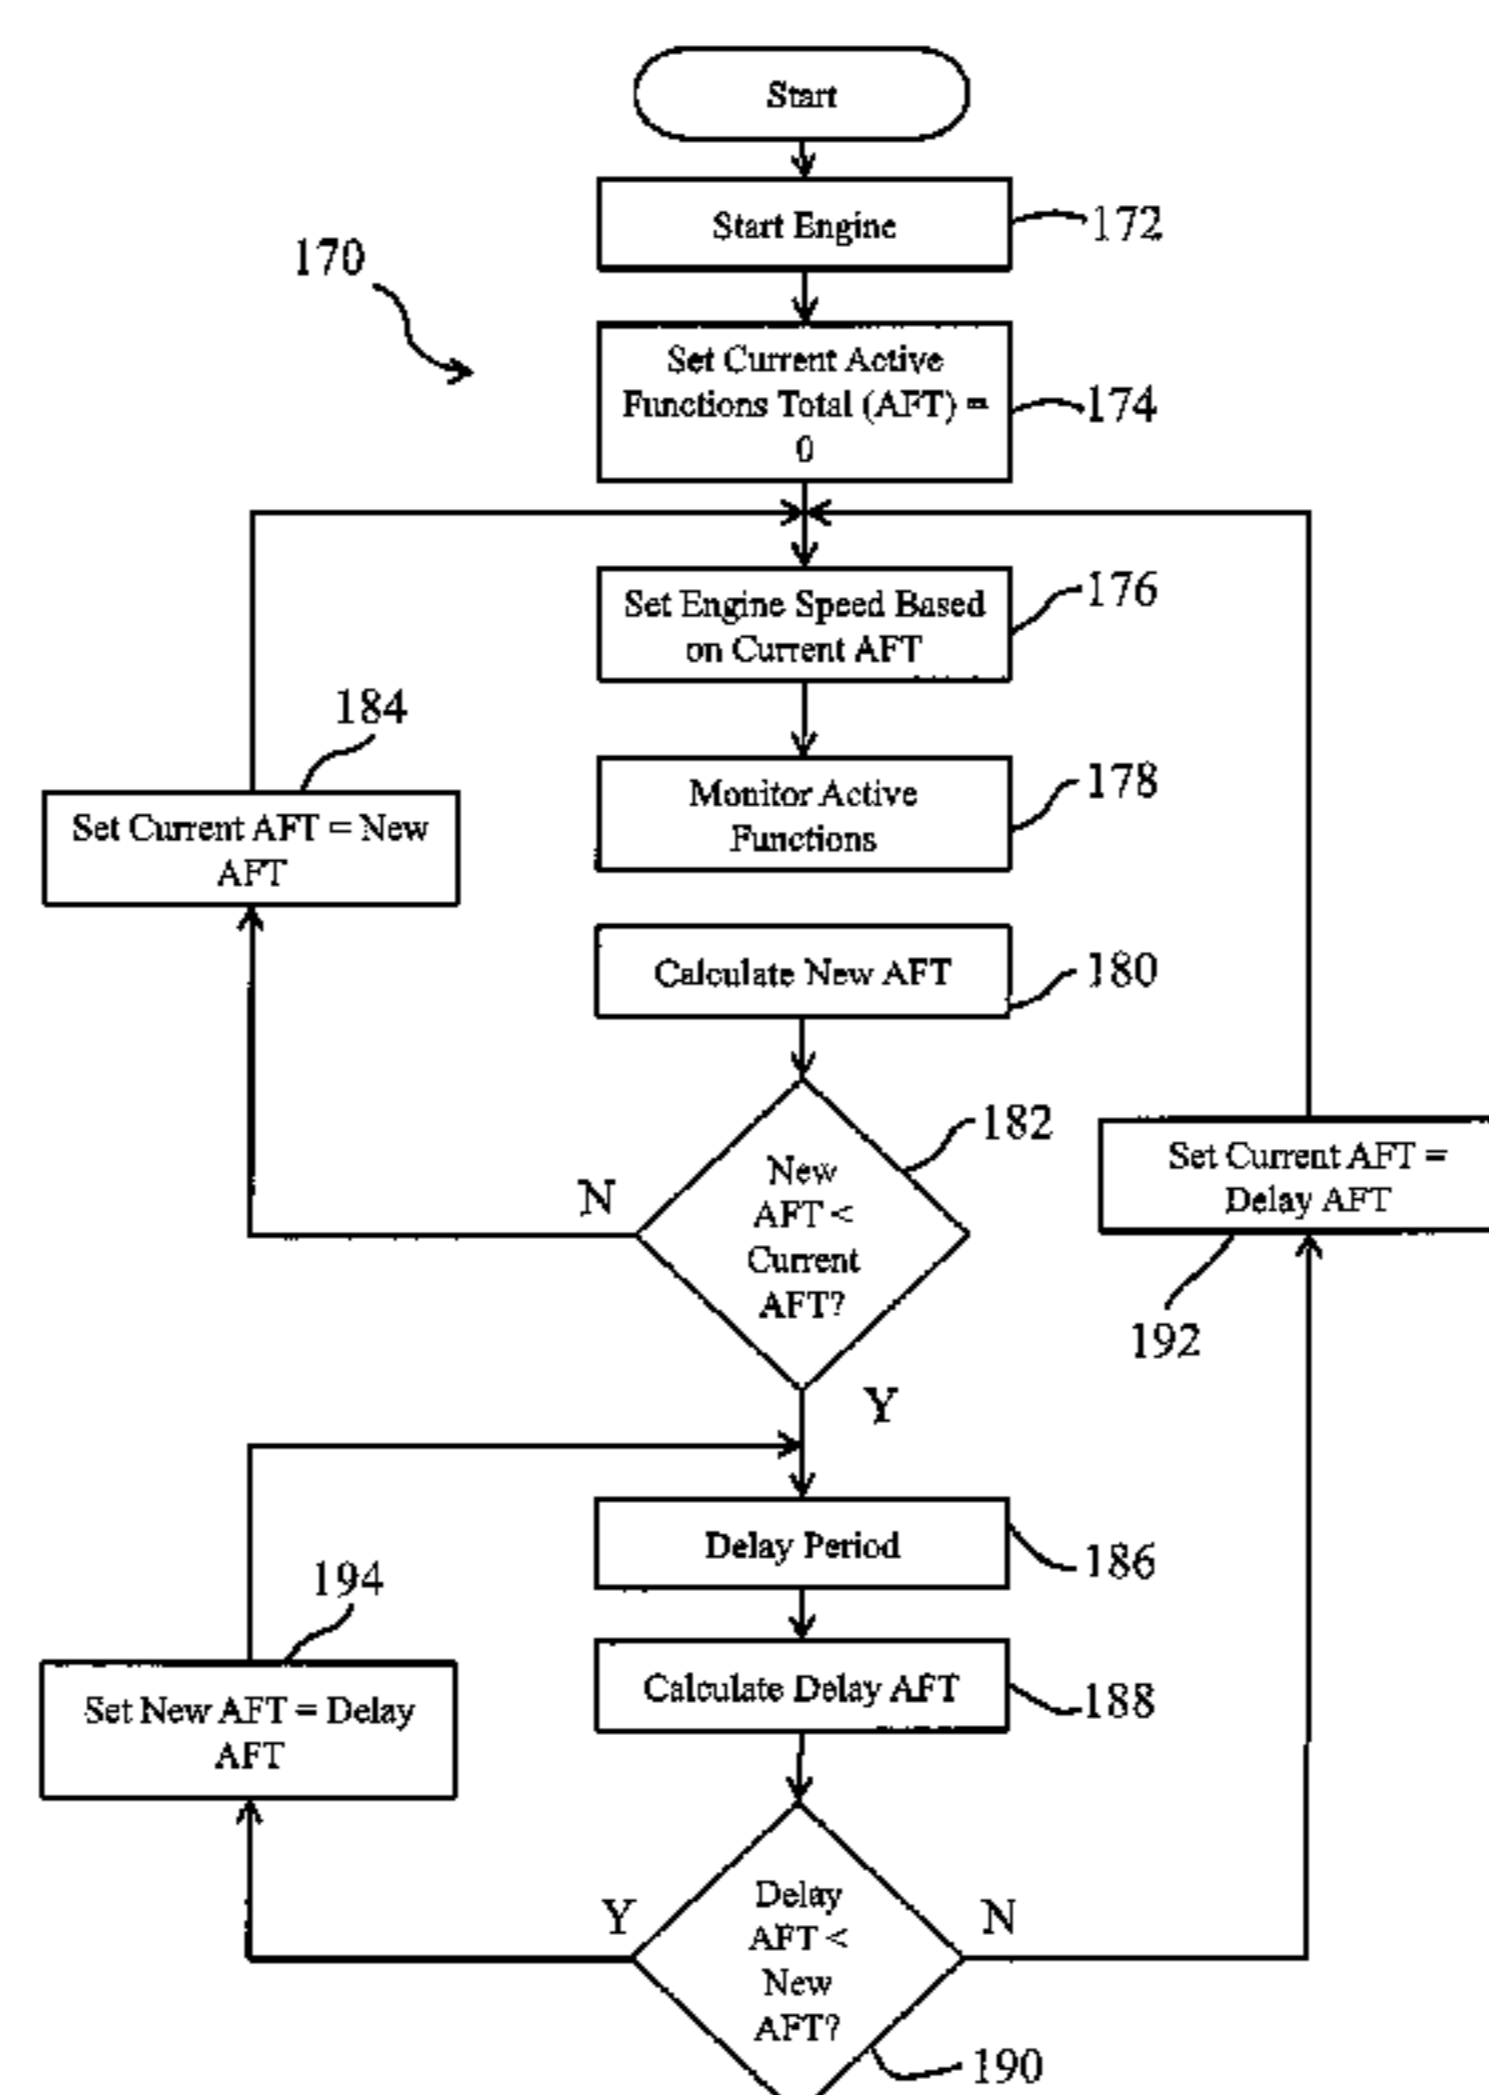 Start
Start Engine
172
170
Set Current Active
Functions Total (AFT) =
0
174
Set Engine Speed Based
on Current AFT
176
184
Monitor Active
Functions
178
Set Current AFT = New
AFT
Calculate New AFT
180
182
New
AFT <
Current
AFT?
N
Y
Set Current AFT =
Delay AFT
192
Delay Period
186
194
Calculate Delay AFT
188
Set New AFT = Delay
AFT
Delay
AFT <
New
AFT?
Y
N
190